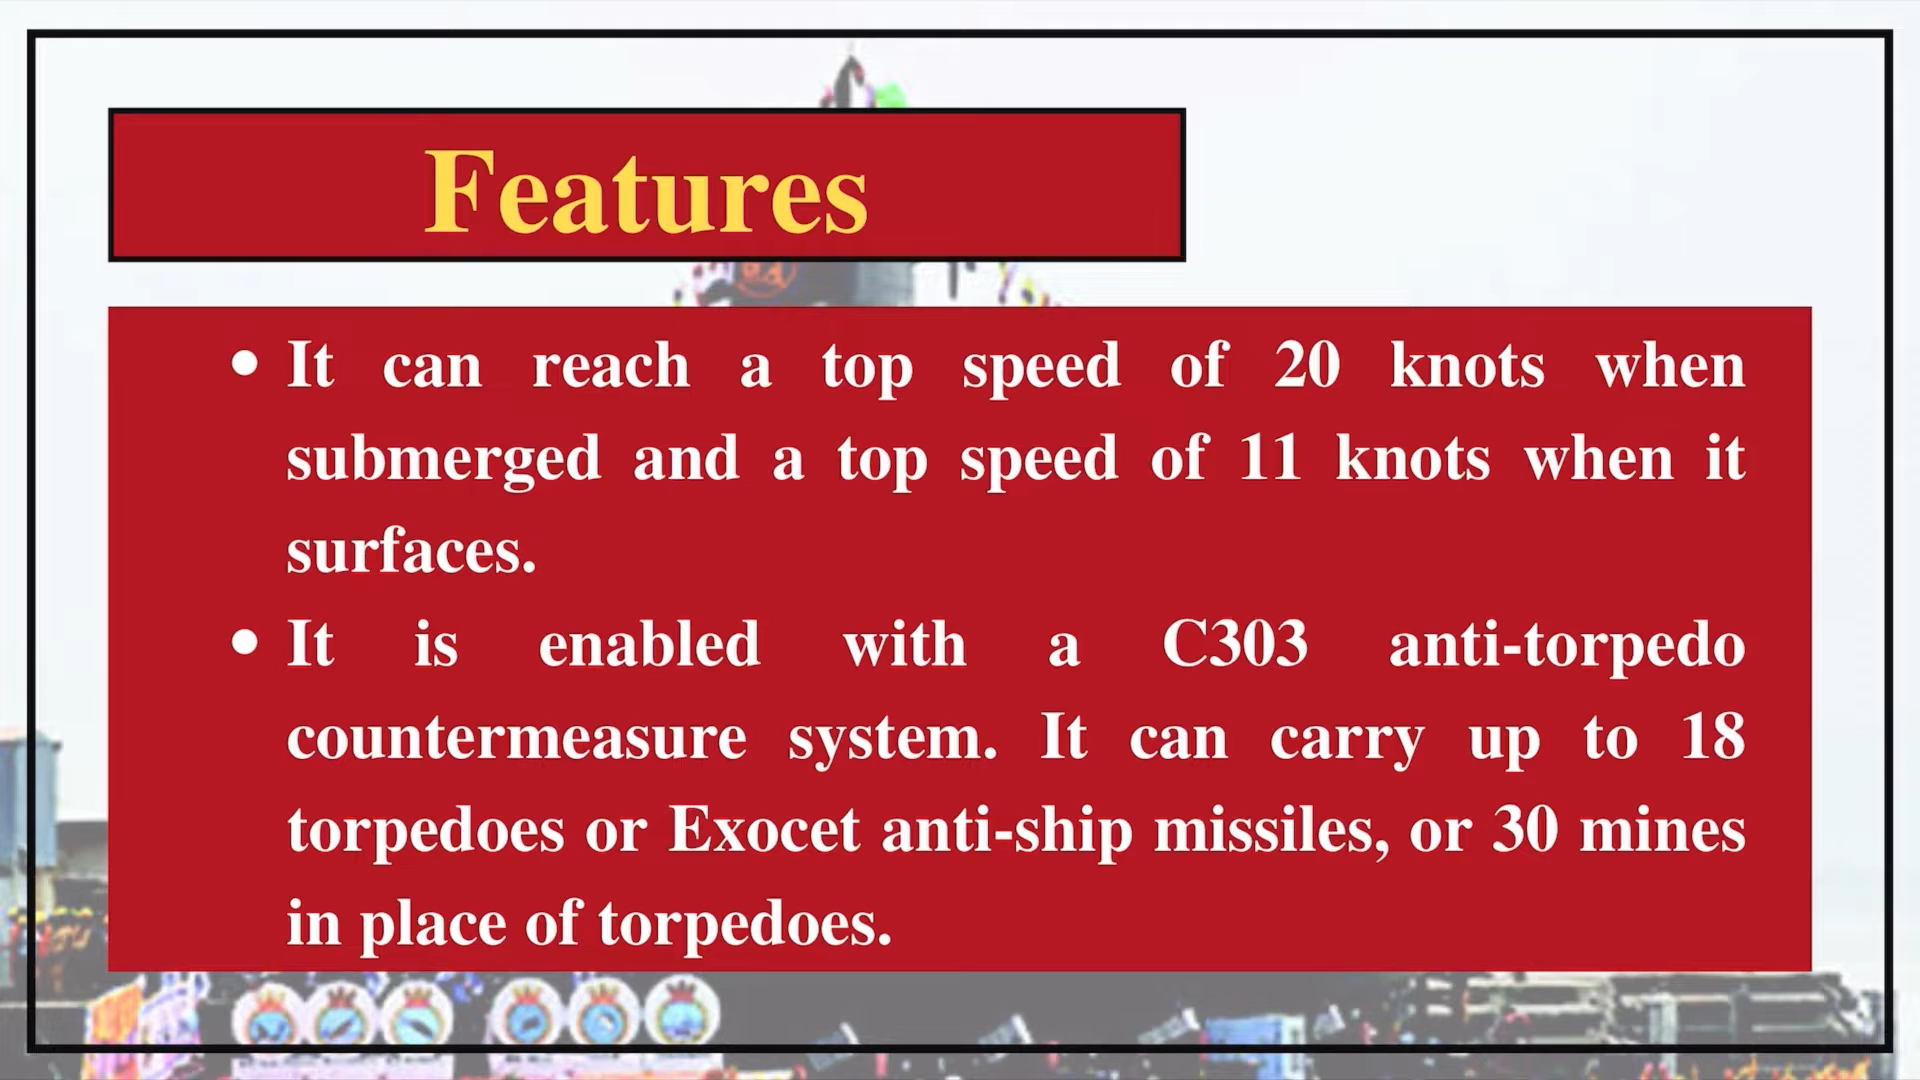 Features
• It can reach a top speed of 20 knots when
submerged and a top speed of 11 knots when it
surfaces.
• It is enabled with a C303 anti-torpedo
countermeasure system. It can carry up to 18
torpedoes or Exocet anti-ship missiles, or 30 mines
in place of torpedoes.